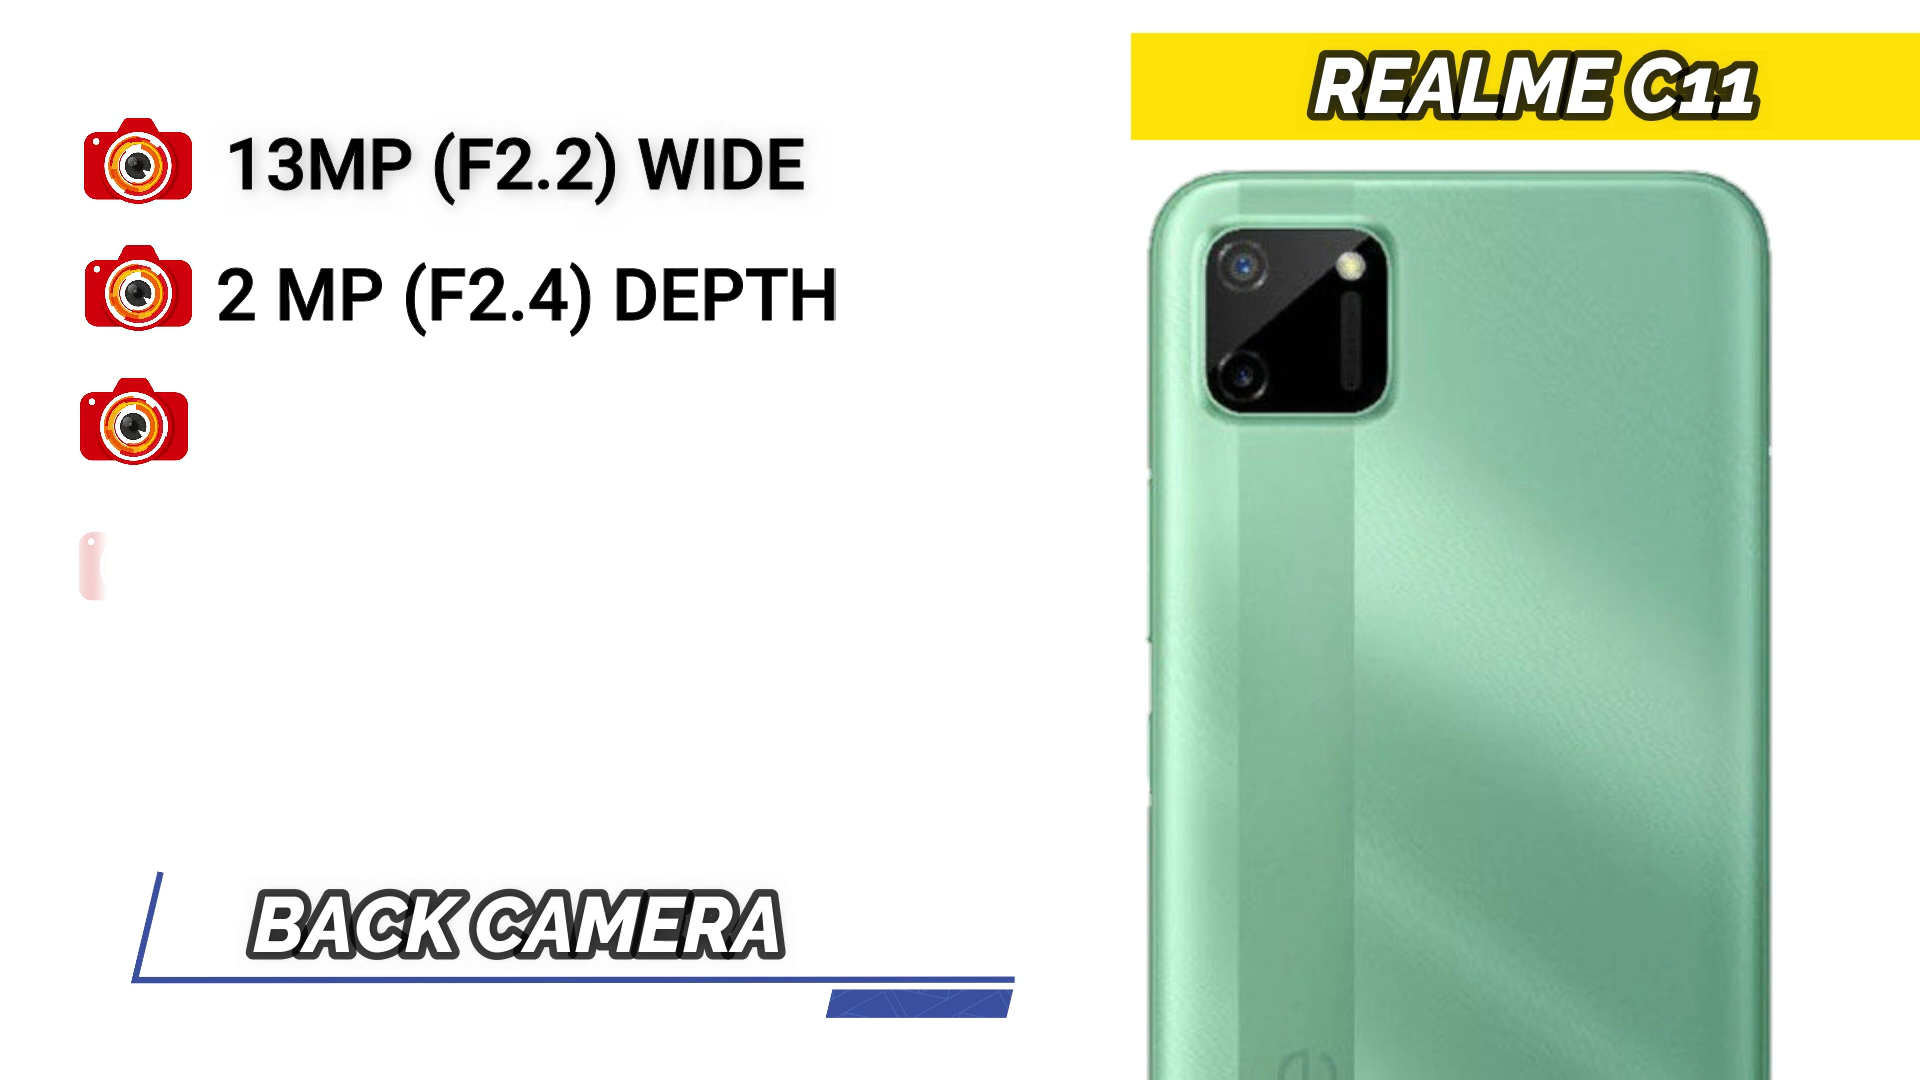 REALME C11
13MP (F2.2) WIDE
2 MP (F2.4) DEPTH
BACK CAMERA